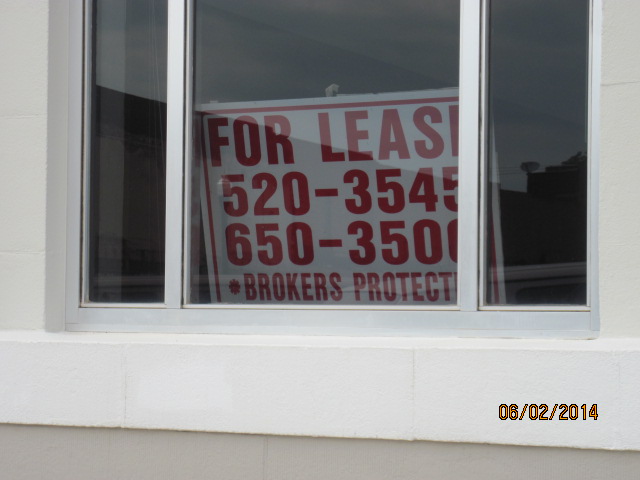 FOR LEAS
520-3545
650-3500
*BROKERS PROTECT
06/02/2014